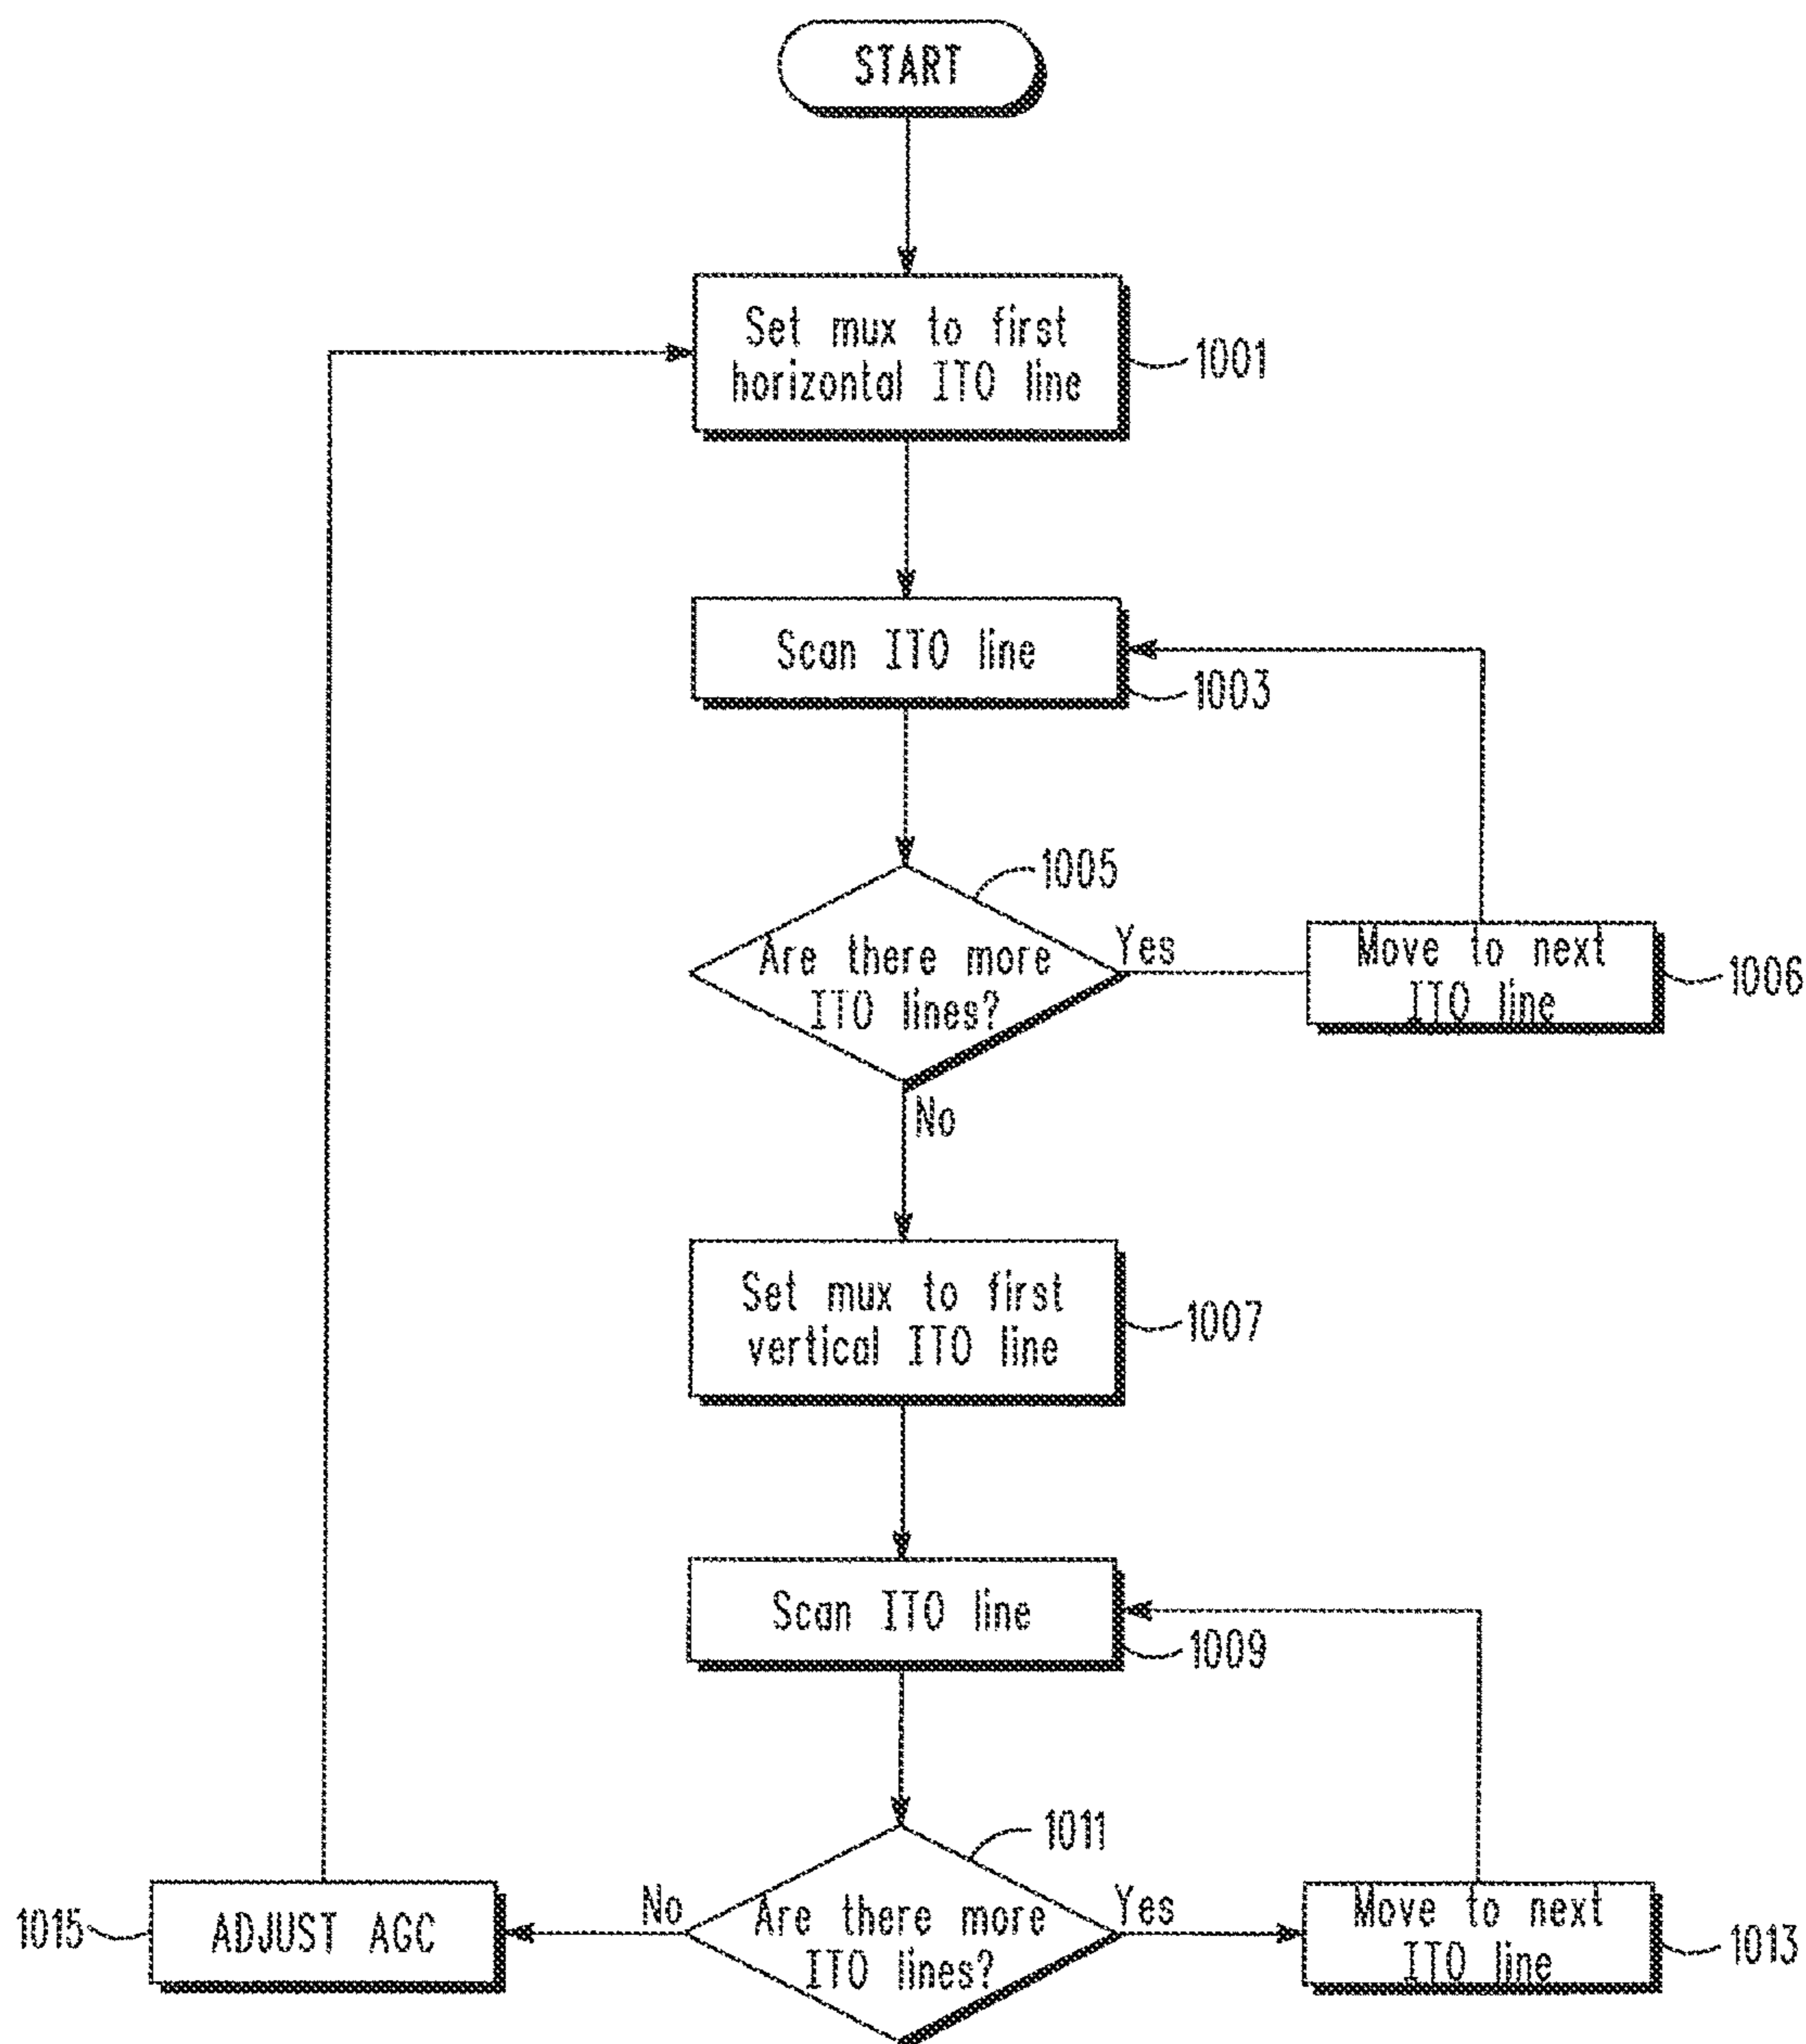 START
Set mux to first
horizontal ITO line
1001
Scan ITO line
1003
1005
Are there more
ITO lines?
Yes
Move to next
ITO line
1006
No
Set mux to first
vertical ITO line
1007
Scan ITO line
1009
1011
Are there more
ITO lines?
No
Yes
1015
ADJUST AGC
Move to next
ITO line
1013